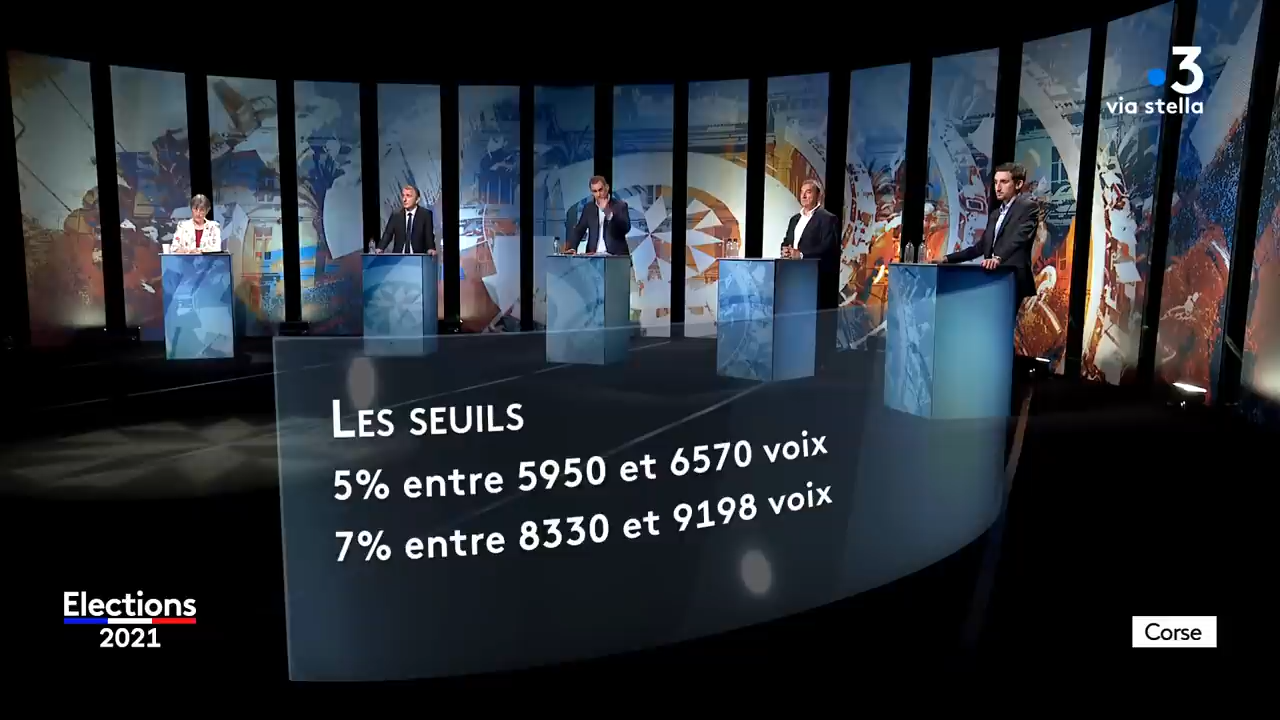 3
via stella
LES SEUILS
5% entre 5950 et 6570 voix
7% entre 8330 et 9198 voix
Elections
2021
Corse